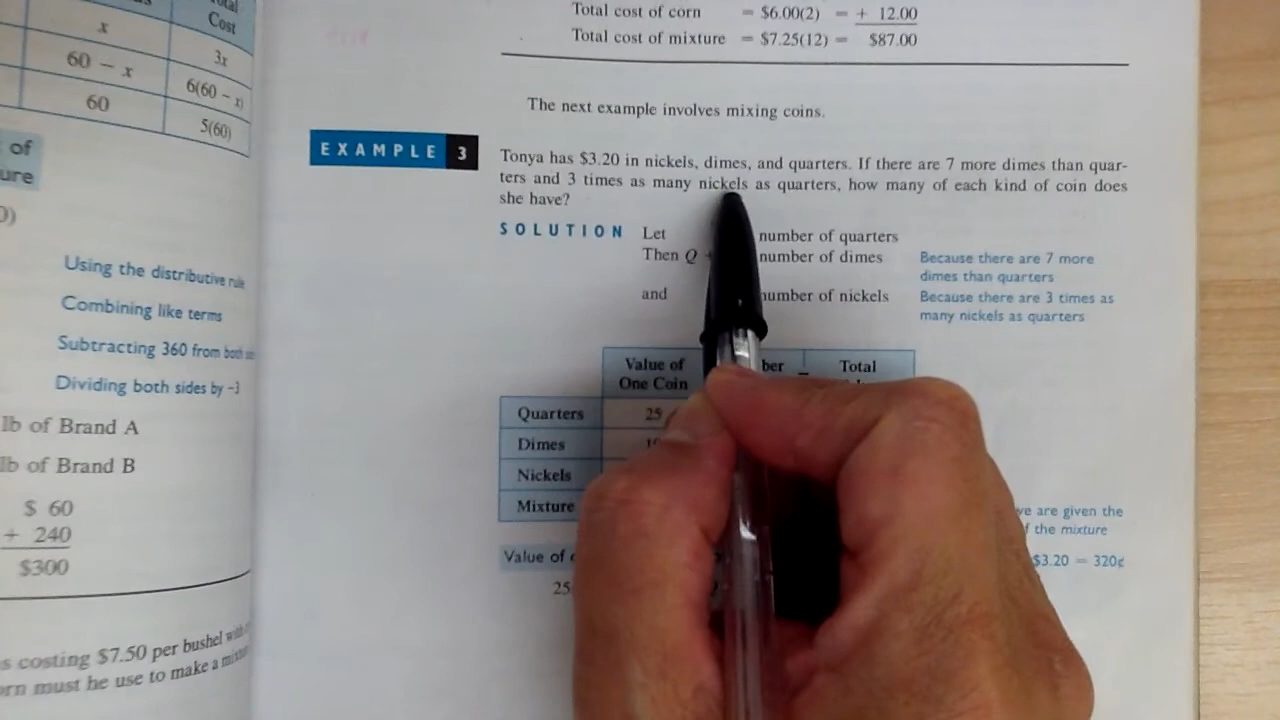 Cost
x
3x
60 – x
6(60 – x)
60
5(60)
of
Using the distributive rule
Combining like terms
Subtracting 360 from both
Dividing both sides by –3
lb of Brand A
lb of Brand B
$ 60
+ 240
$300
costing $7.50 per bushel
must he use to make a
Total cost of corn = $6.00(2) = + 12.00
Total cost of mixture = $7.25(12) = $87.00
The next example involves mixing coins.
EXAMPLE 3
Tonya has $3.20 in nickels, dimes, and quarters. If there are 7 more dimes than quar-
ters and 3 times as many nickels as quarters, how many of each kind of coin does
she have?
SOLUTION Let number of quarters
Then Q number of dimes
Because there are 7 more
dimes than quarters
and number of nickels
Because there are 3 times as
many nickels as quarters
Value of
One Coin
Total
Quarters 25
Dimes
Nickels
Mixture
are given the
the mixture
Value of
$3.20 = 320¢
25